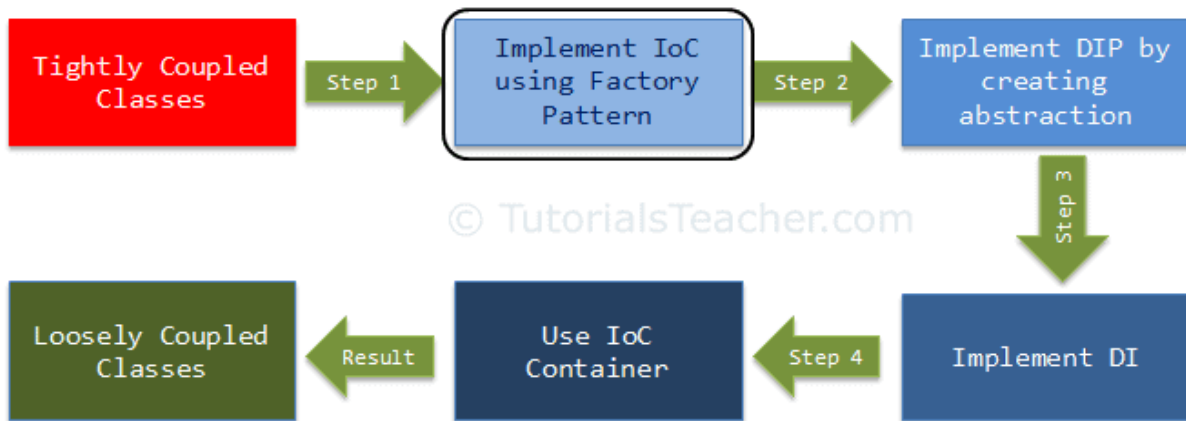 Tightly Coupled
Classes
Step 1
Implement IoC
using Factory
Pattern
Step 2
Implement DIP by
creating
abstraction
Step 3
© TutorialsTeacher.com
Implement DI
Step 4
Use IoC
Container
Result
Loosely Coupled
Classes